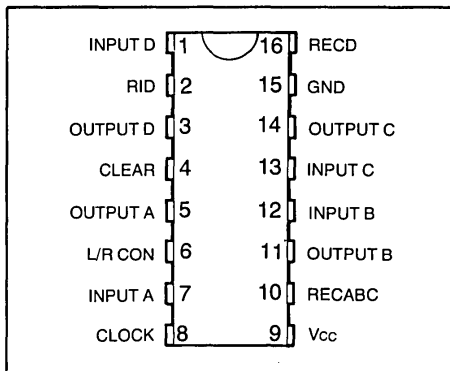 INPUT D 1 16 RECD
RID 2 15 GND
OUTPUT D 3 14 OUTPUT C
CLEAR 4 13 INPUT C
OUTPUT A 5 12 INPUT B
L/R CON 6 11 OUTPUT B
INPUT A 7 10 RECABC
CLOCK 8 9 Vcc